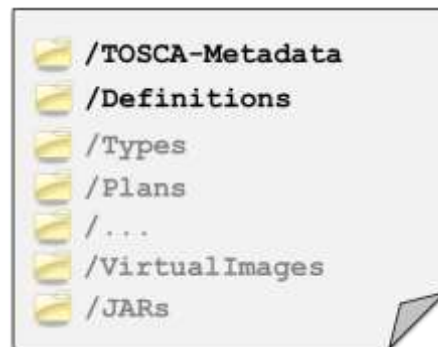 /TOSCA-Metadata
/Definitions
/Types
/Plans
/...
/VirtualImages
/JARs